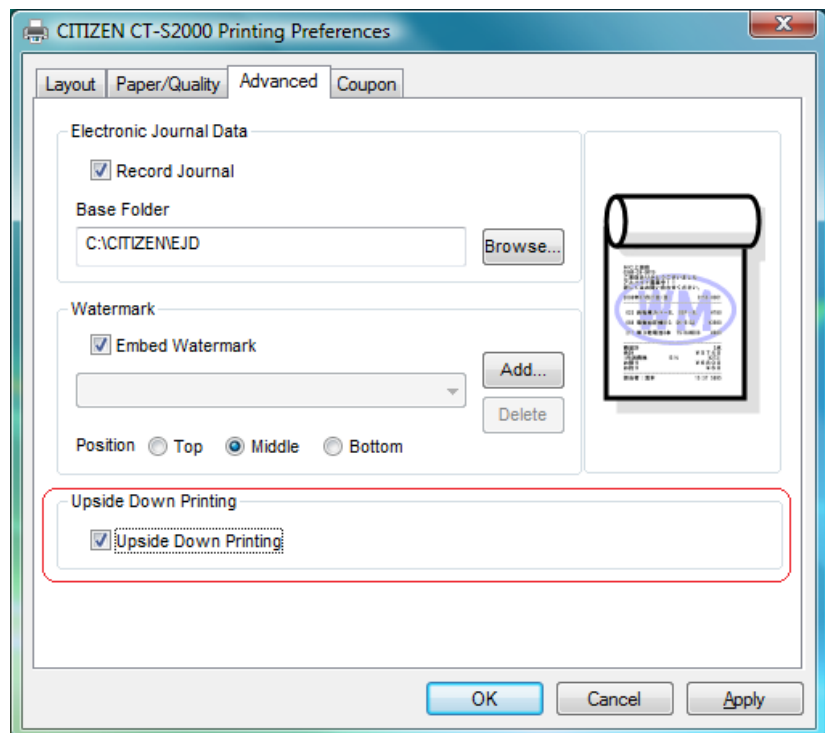 CITIZEN CT-S2000 Printing Preferences
Layout Paper/Quality Advanced Coupon
Electronic Journal Data
Record Journal
Base Folder
C:\CITIZEN\EJD Browse...
Watermark
Embed Watermark
Add...
Delete
Position Top Middle Bottom
WM
Upside Down Printing
Upside Down Printing
OK Cancel Apply